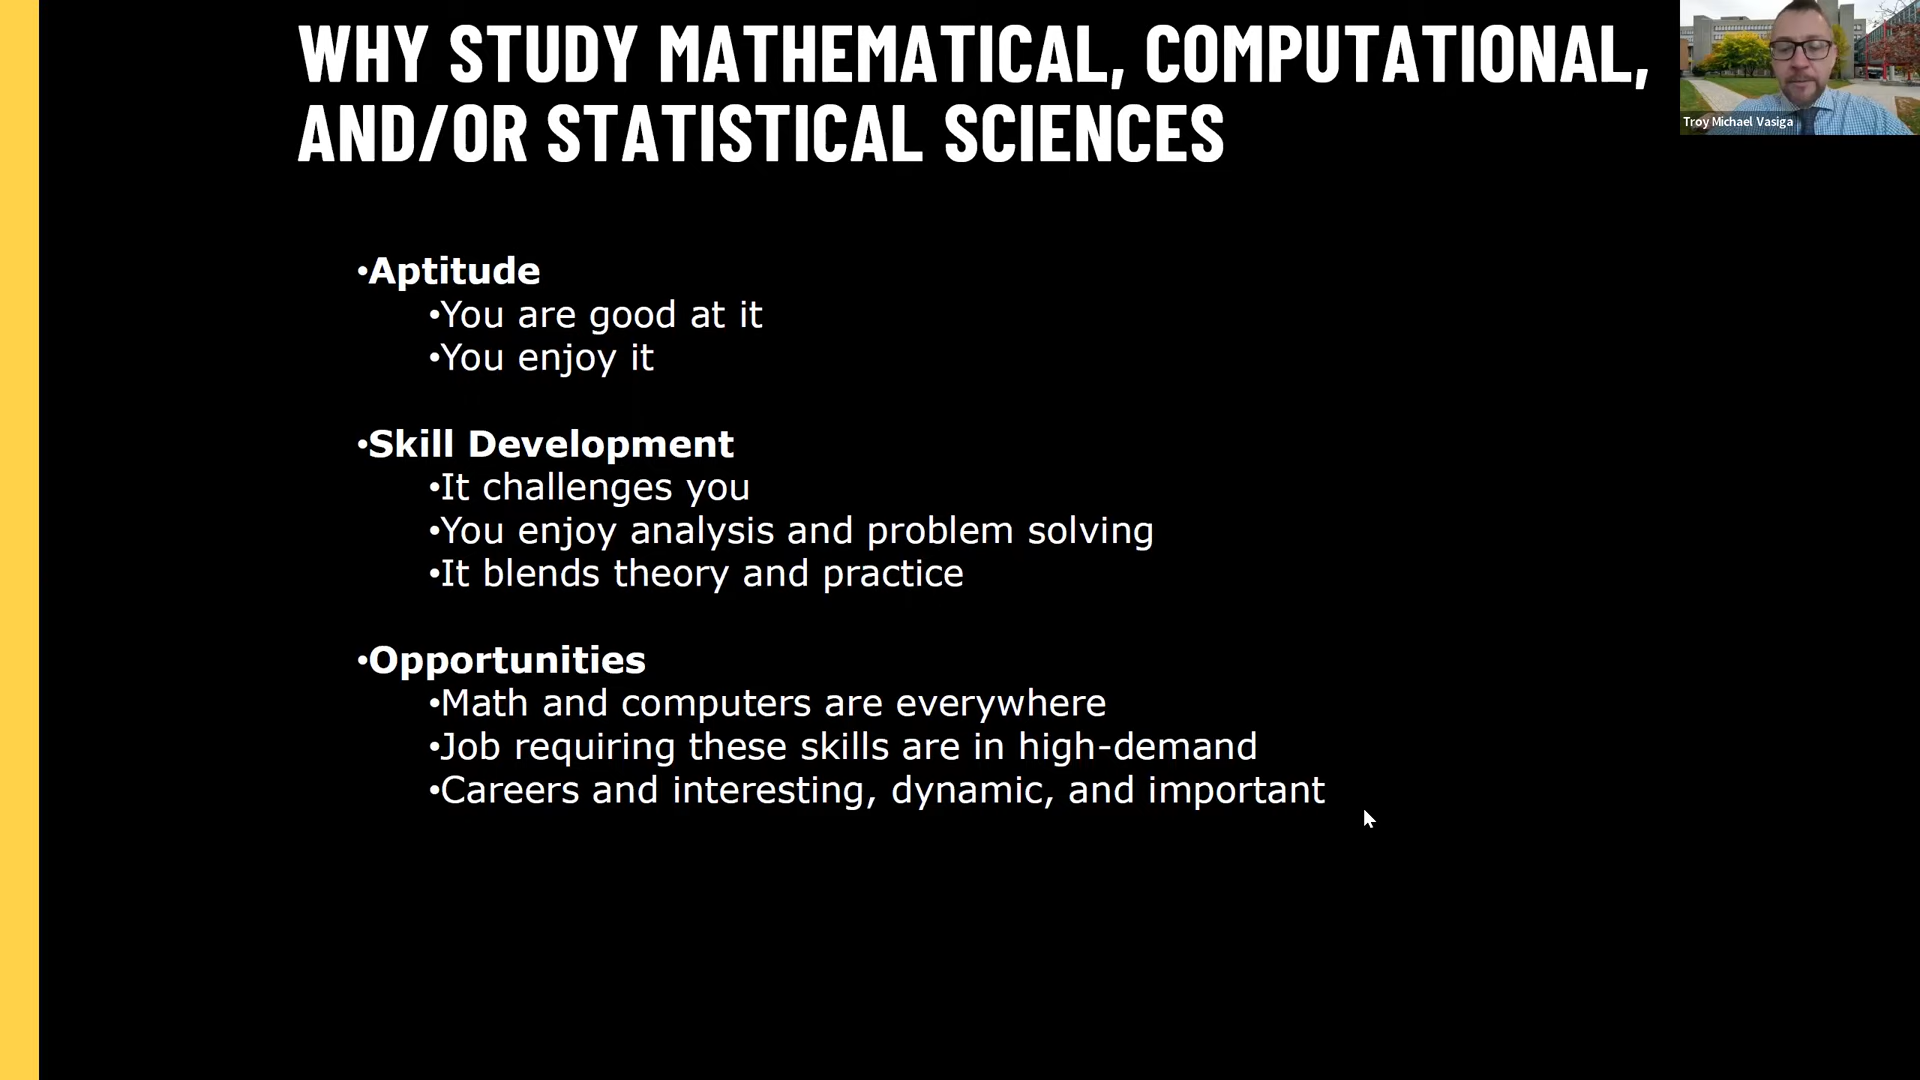 WHY STUDY MATHEMATICAL, COMPUTATIONAL,
AND/OR STATISTICAL SCIENCES
Troy Michael Vasiga
•Aptitude
•You are good at it
•You enjoy it
•Skill Development
•It challenges you
•You enjoy analysis and problem solving
•It blends theory and practice
•Opportunities
•Math and computers are everywhere
•Job requiring these skills are in high-demand
•Careers and interesting, dynamic, and important